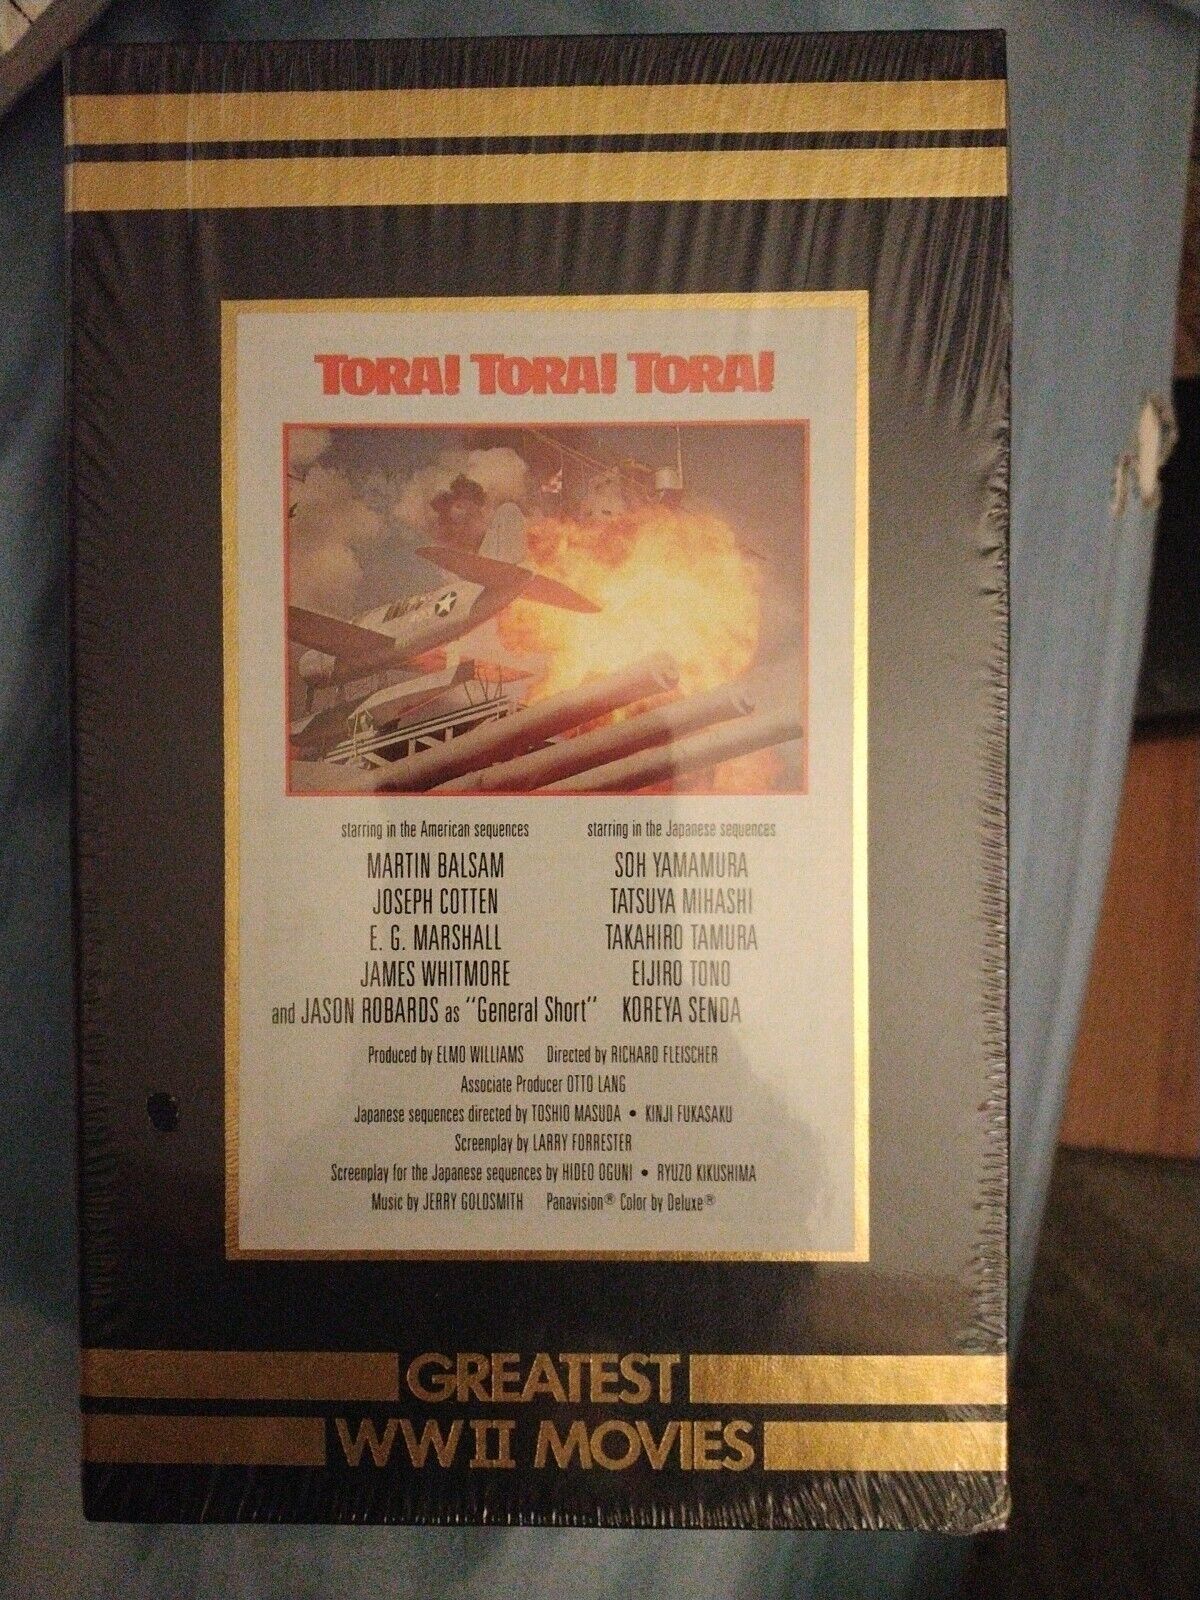 TORA! TORA! TORA!
starring in the American sequences
MARTIN BALSAM
JOSEPH COTTEN
E. G. MARSHALL
JAMES WHITMORE
and JASON ROBARDS as "General Short"
starring in the Japanese sequences
SOH YAMAMURA
TATSUYA MIHASHI
TAKAHIRO TAMURA
EIJIRO TONO
KOREYA SENDA
Produced by ELMO WILLIAMS Directed by RICHARD FLEISCHER
Associate Producer OTTO LANG
Japanese sequences directed by TOSHIO MASUDA • KINJI FUKASAKU
Screenplay by LARRY FORRESTER
Screenplay for the Japanese sequences by HIDEO OGUNI • RYUZO KIKUSHIMA
Music by JERRY GOLDSMITH Panavision® Color by Deluxe®
GREATEST
WWII MOVIES